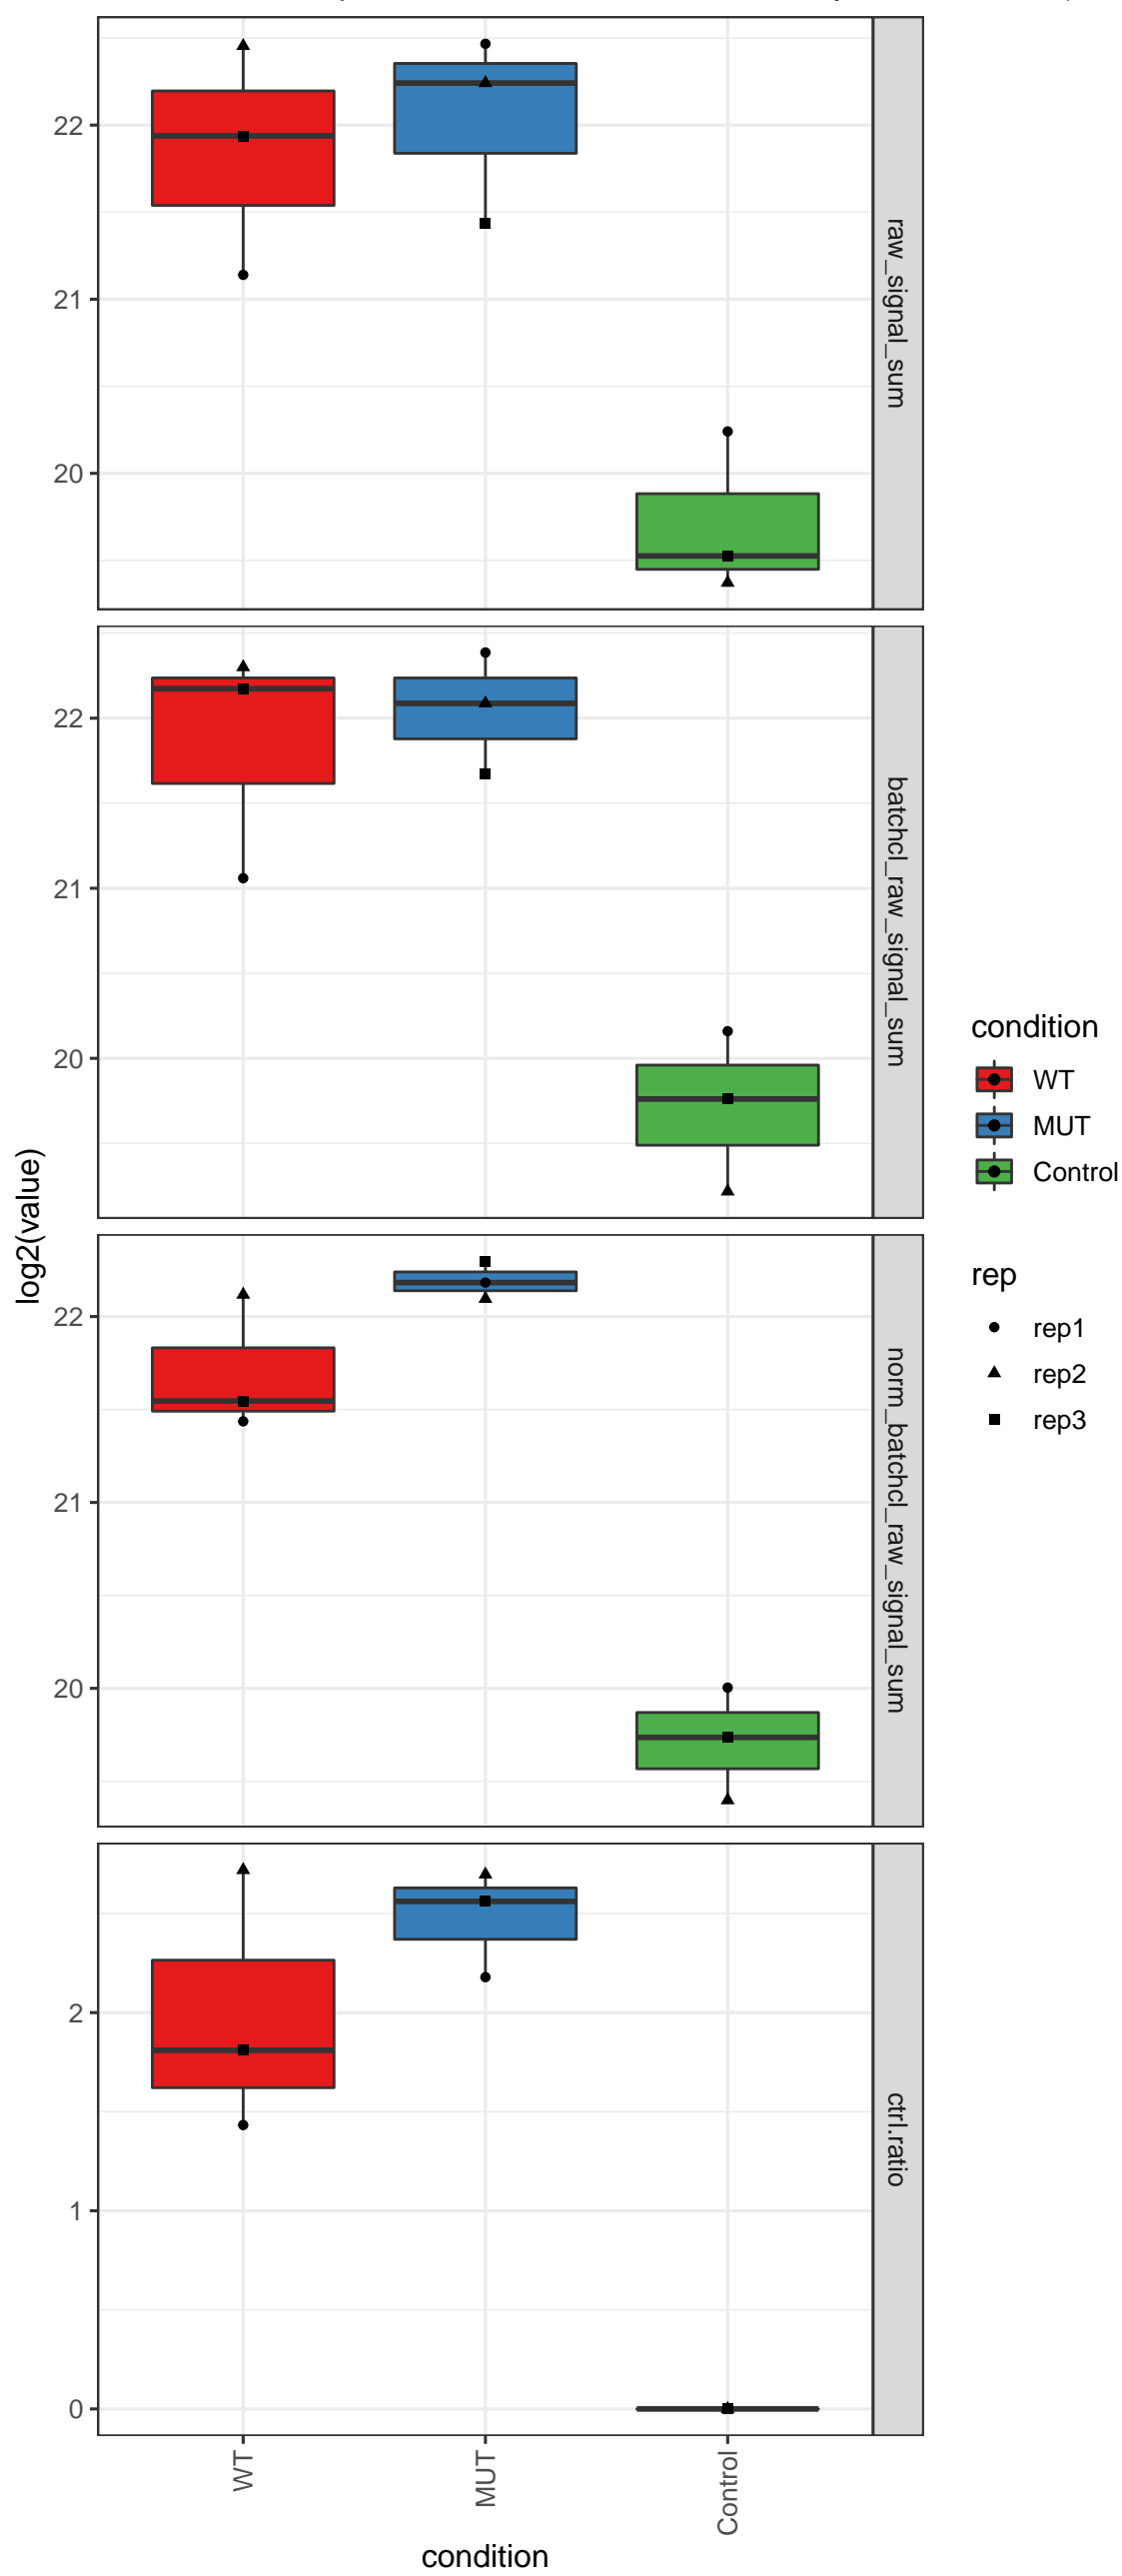 22
21
20
raw_signal_sum
22
21
20
batchcl_raw_signal_sum
22
21
20
norm_batchcl_raw_signal_sum
2
1
0
ctrl.ratio
log2(value)
WT
MUT
Control
condition
condition
WT
MUT
Control
rep
rep1
rep2
rep3